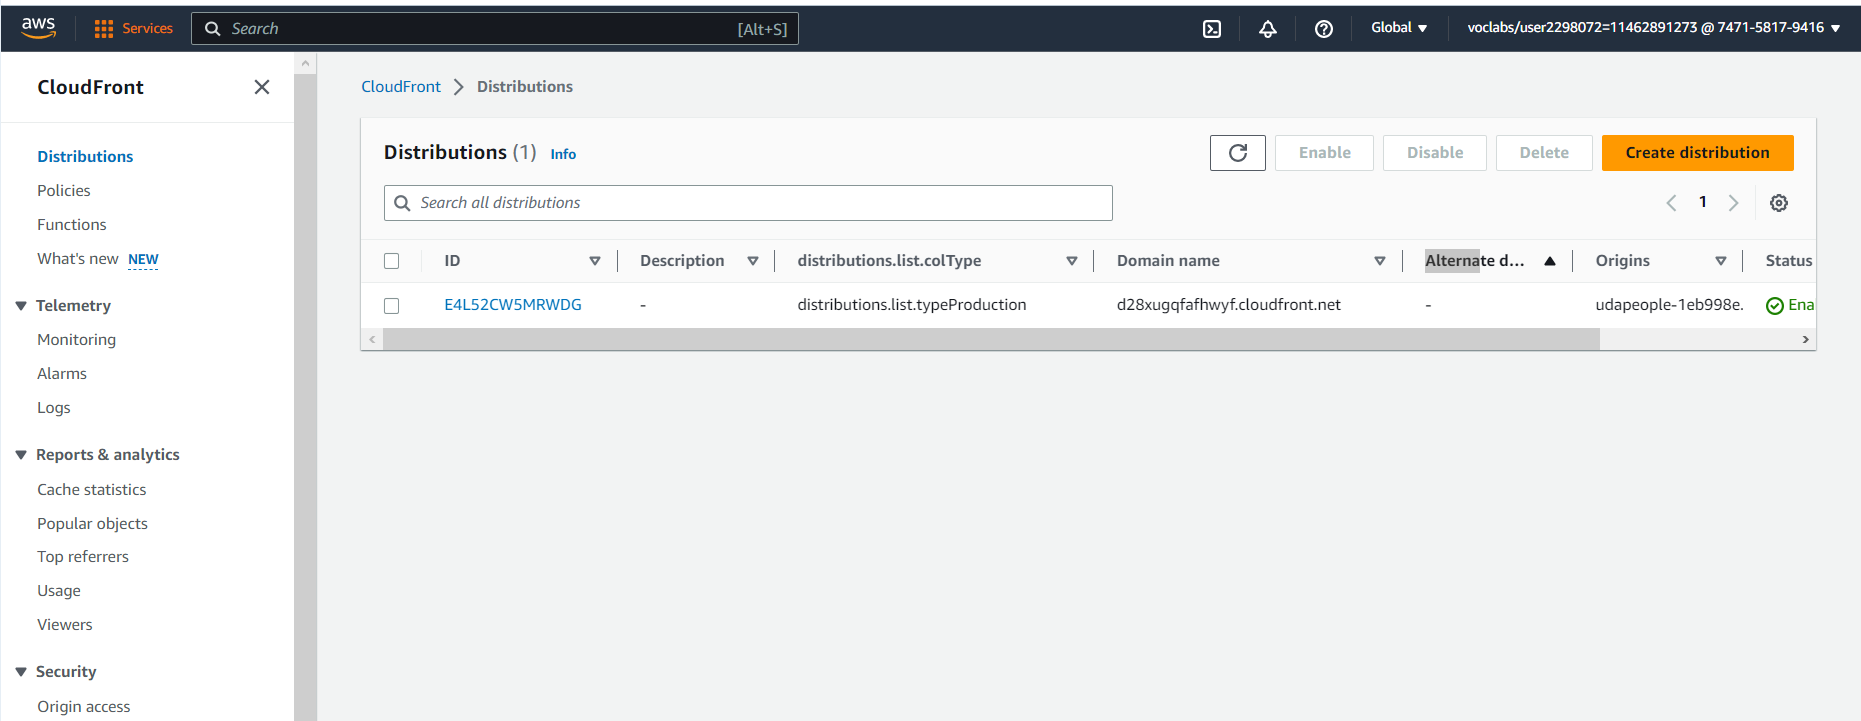 aws Services Search [Alt+S] Global voclabs/user2298072=11462891273 @ 7471-5817-9416
CloudFront
Distributions
Policies
Functions
What's new NEW
Telemetry
Monitoring
Alarms
Logs
Reports & analytics
Cache statistics
Popular objects
Top referrers
Usage
Viewers
Security
Origin access
CloudFront Distributions
Distributions (1) Info Enable Disable Delete Create distribution
Search all distributions 1
ID Description distributions.list.colType Domain name Alternate d... Origins Status
E4L52CW5MRWDG - distributions.list.typeProduction d28xugqfafhwyf.cloudfront.net - udapeople-1eb998e. Ena